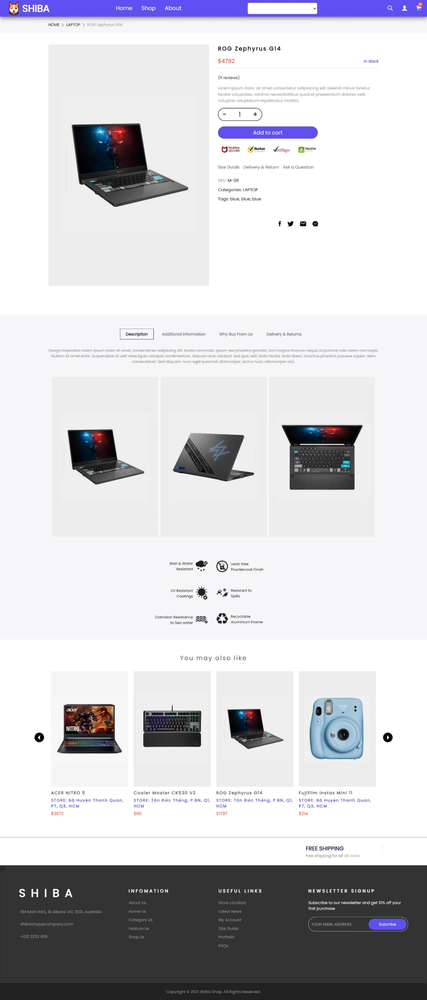 SHIBA
Home Shop About
0
HOME > LAPTOP > ROG Zephyrus G14
ROG Zephyrus G14
$4792
In stock
(11 reviews)
Lorem ipsum dolor, sit amet consectetur adipisicing elit. Deleniti minus tenetur
facere voluptates, minima necessitatibus quod et praesentium dolores velit.
Voluptas voluptatum repellendus mollitia.
- 1 +
Add to cart
McAfee SECURE
Norton
VeriSign
TRUSTe
Size Guide Delivery & Return Ask a Question
SKU: M-06
Categories: LAPTOP
Tags: blue, blue, blue
Description Additional Information Why Buy From Us Delivery & Returns
Design inspiration lorem ipsum dolor sit amet, consectetuer adipiscing elit. Morbi commodo, ipsum sed pharetra gravida, orci magna rhoncus neque, id pulvinar odio lorem non turpis.
Nullam sit amet enim. Suspendisse id velit vitae ligula volutpat condimentum. Aliquam erat volutpat. Sed quis velit. Nulla facilisi. Nulla libero. Vivamus pharetra posuere sapien. Nam
consectetuer. Sed aliquam, nunc eget euismod ullamcorper, lectus nunc ullamcorper orci.
Rain & Water
Resistant
Lead-free
Powdercoat Finish
UV Resistant
Coatings
Resistant to
Spills
Corrosion Resistance
to Sea water
Recyclable
Aluminium Frame
You may also like
acer
NITRO
instax
mini 11
ACER NITRO 5
STORE: Bà Huyện Thanh Quan,
P7, Q3, HCM
$3672
Cooler Master CK530 V2
STORE: Tôn Đức Thắng, P.BN, Q1,
HCM
$161
ROG Zephyrus G14
STORE: Tôn Đức Thắng, P.BN, Q1,
HCM
$1797
Fujifilm Instax Mini 11
STORE: Bà Huyện Thanh Quan,
P7, Q3, HCM
$214
FREE SHIPPING
free shipping for all US order
SHIBA
184 Main Rd E, St Albans VIC 3021, Australia
shibashop@company.com
+001 2233 456
INFOMATION
About Us
Home Us
Category Us
Feature Us
Shop Us
USEFUL LINKS
Store Location
Latest News
My Account
Size Guide
Portfolio
FAQs
NEWSLETTER SIGNUP
Subscribe to our newsletter and get 10% off your
first purchase
YOUR EMAIL ADDRESS
Subcribe
Copyright © 2021 Shiba Shop. All Rights Reserved.